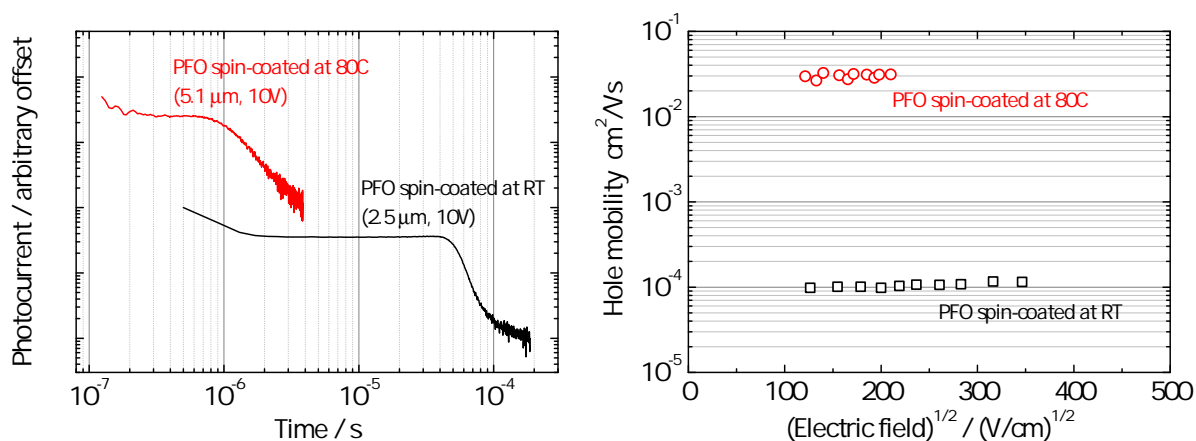 Photocurrent / arbitrary offset
PFO spin-coated at 80C
(5.1 μm, 10V)
PFO spin-coated at RT
(2.5 μm, 10V)
10^-7
10^-6
10^-5
10^-4
Time / s
Hole mobility cm^2/Vs
10^-1
10^-2
10^-3
10^-4
10^-5
PFO spin-coated at 80C
PFO spin-coated at RT
0
100
200
300
400
500
(Electric field)^1/2 / (V/cm)^1/2